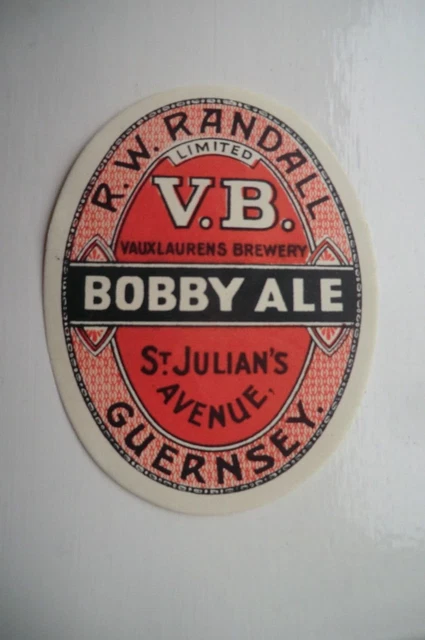 R.W. RANDALL
LIMITED
V.B.
VAUXLAURENS BREWERY
BOBBY ALE
ST. JULIAN'S
AVENUE,
GUERNSEY.